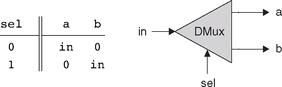 sel a b
0 in 0
1 0 in
in DMux a
b
sel